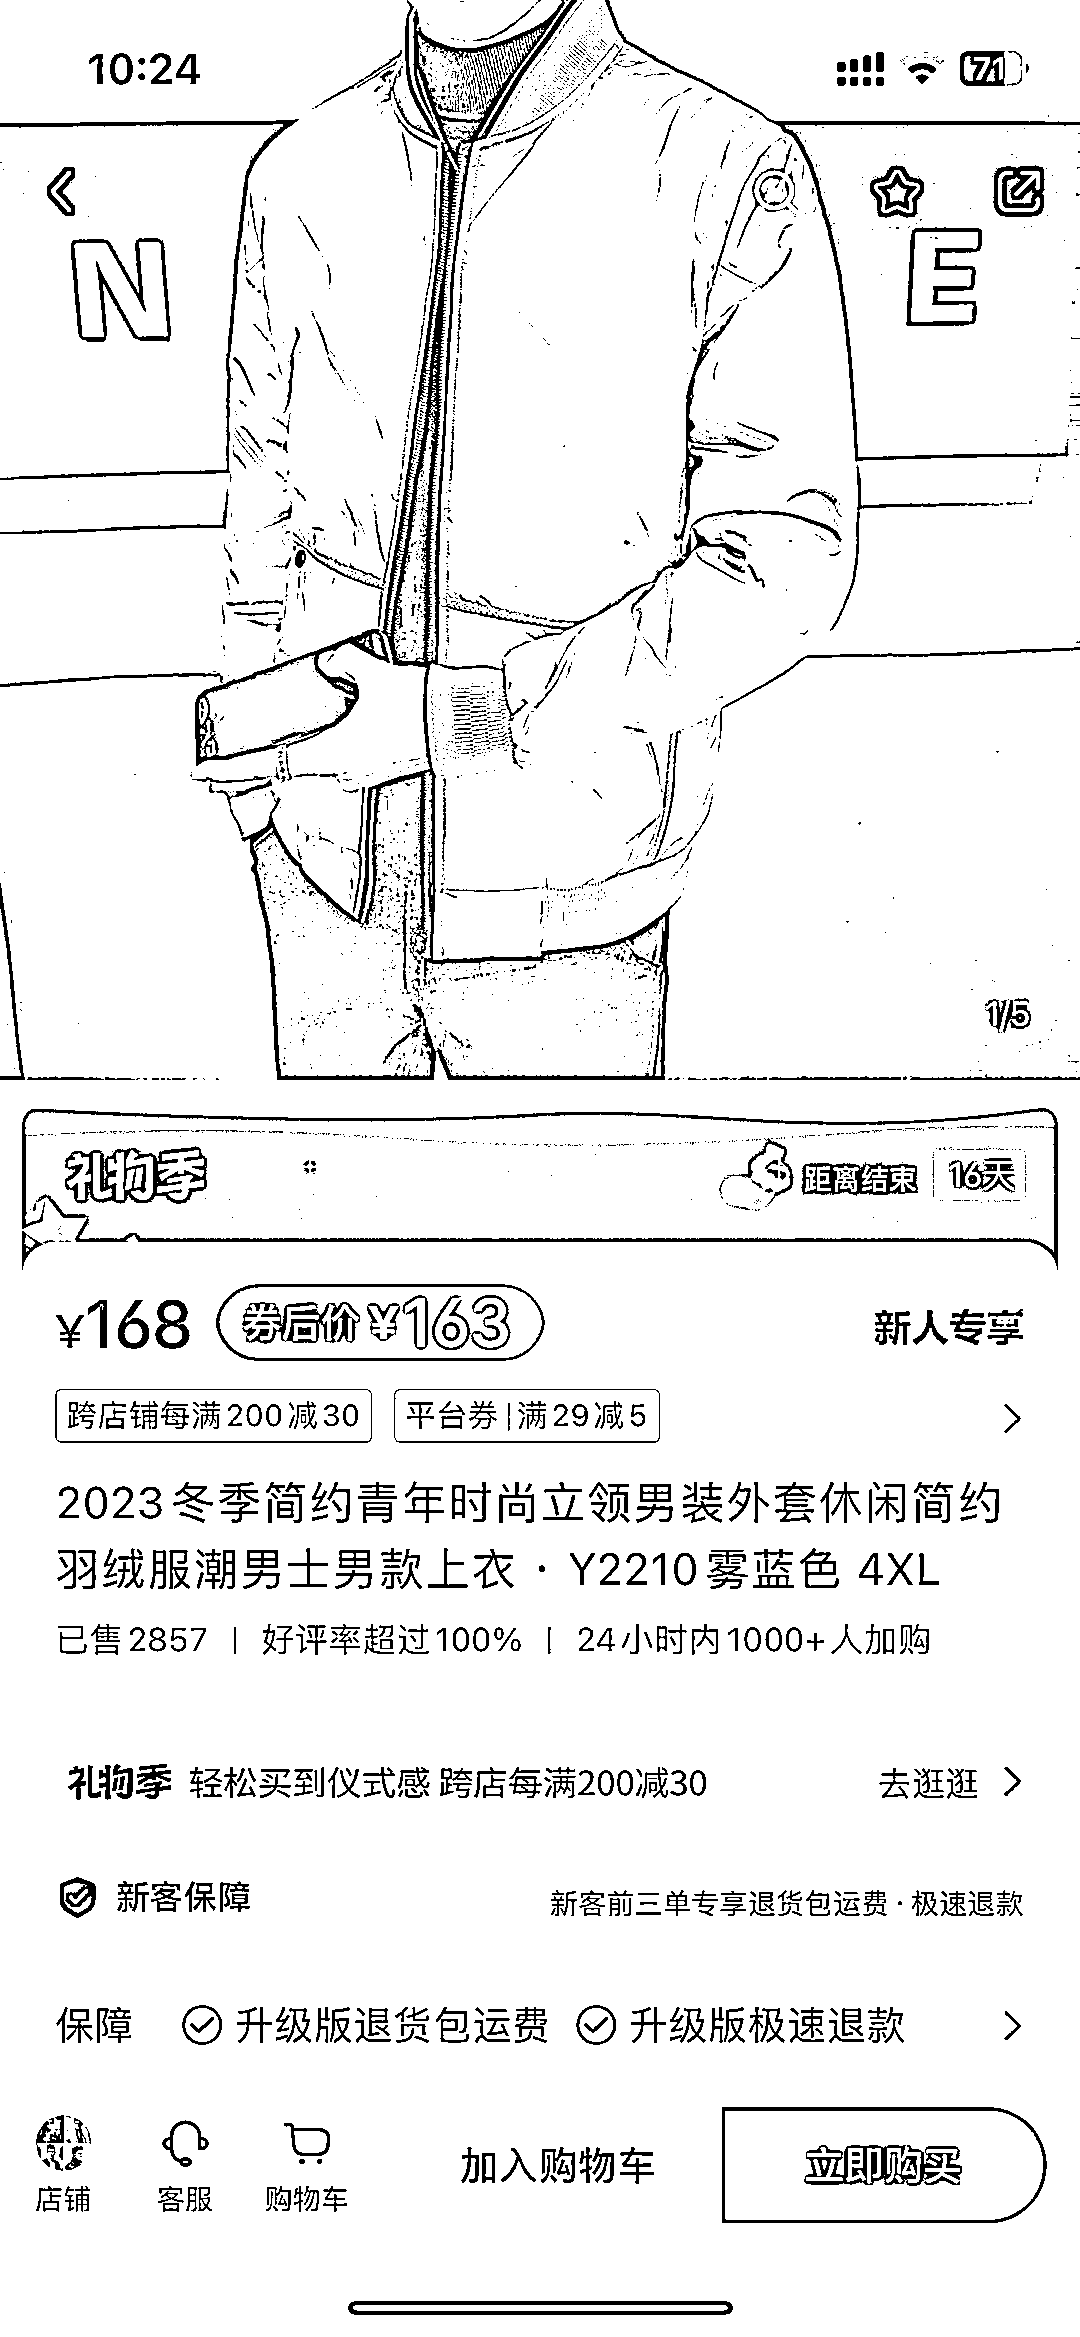 10:24
71
N E
1/5
礼物季 距离结束 16天
¥168 券后价 ¥163 新人专享
跨店铺每满200减30 平台券|满29减5
2023冬季简约青年时尚立领男装外套休闲简约
羽绒服潮男士男款上衣 · Y2210雾蓝色 4XL
已售2857 | 好评率超过100% | 24小时内1000+人加购
礼物季 轻松买到仪式感 跨店每满200减30 去逛逛
新客保障 新客前三单专享退货包运费 · 极速退款
保障 升级版退货包运费 升级版极速退款
店铺 客服 购物车 加入购物车 立即购买